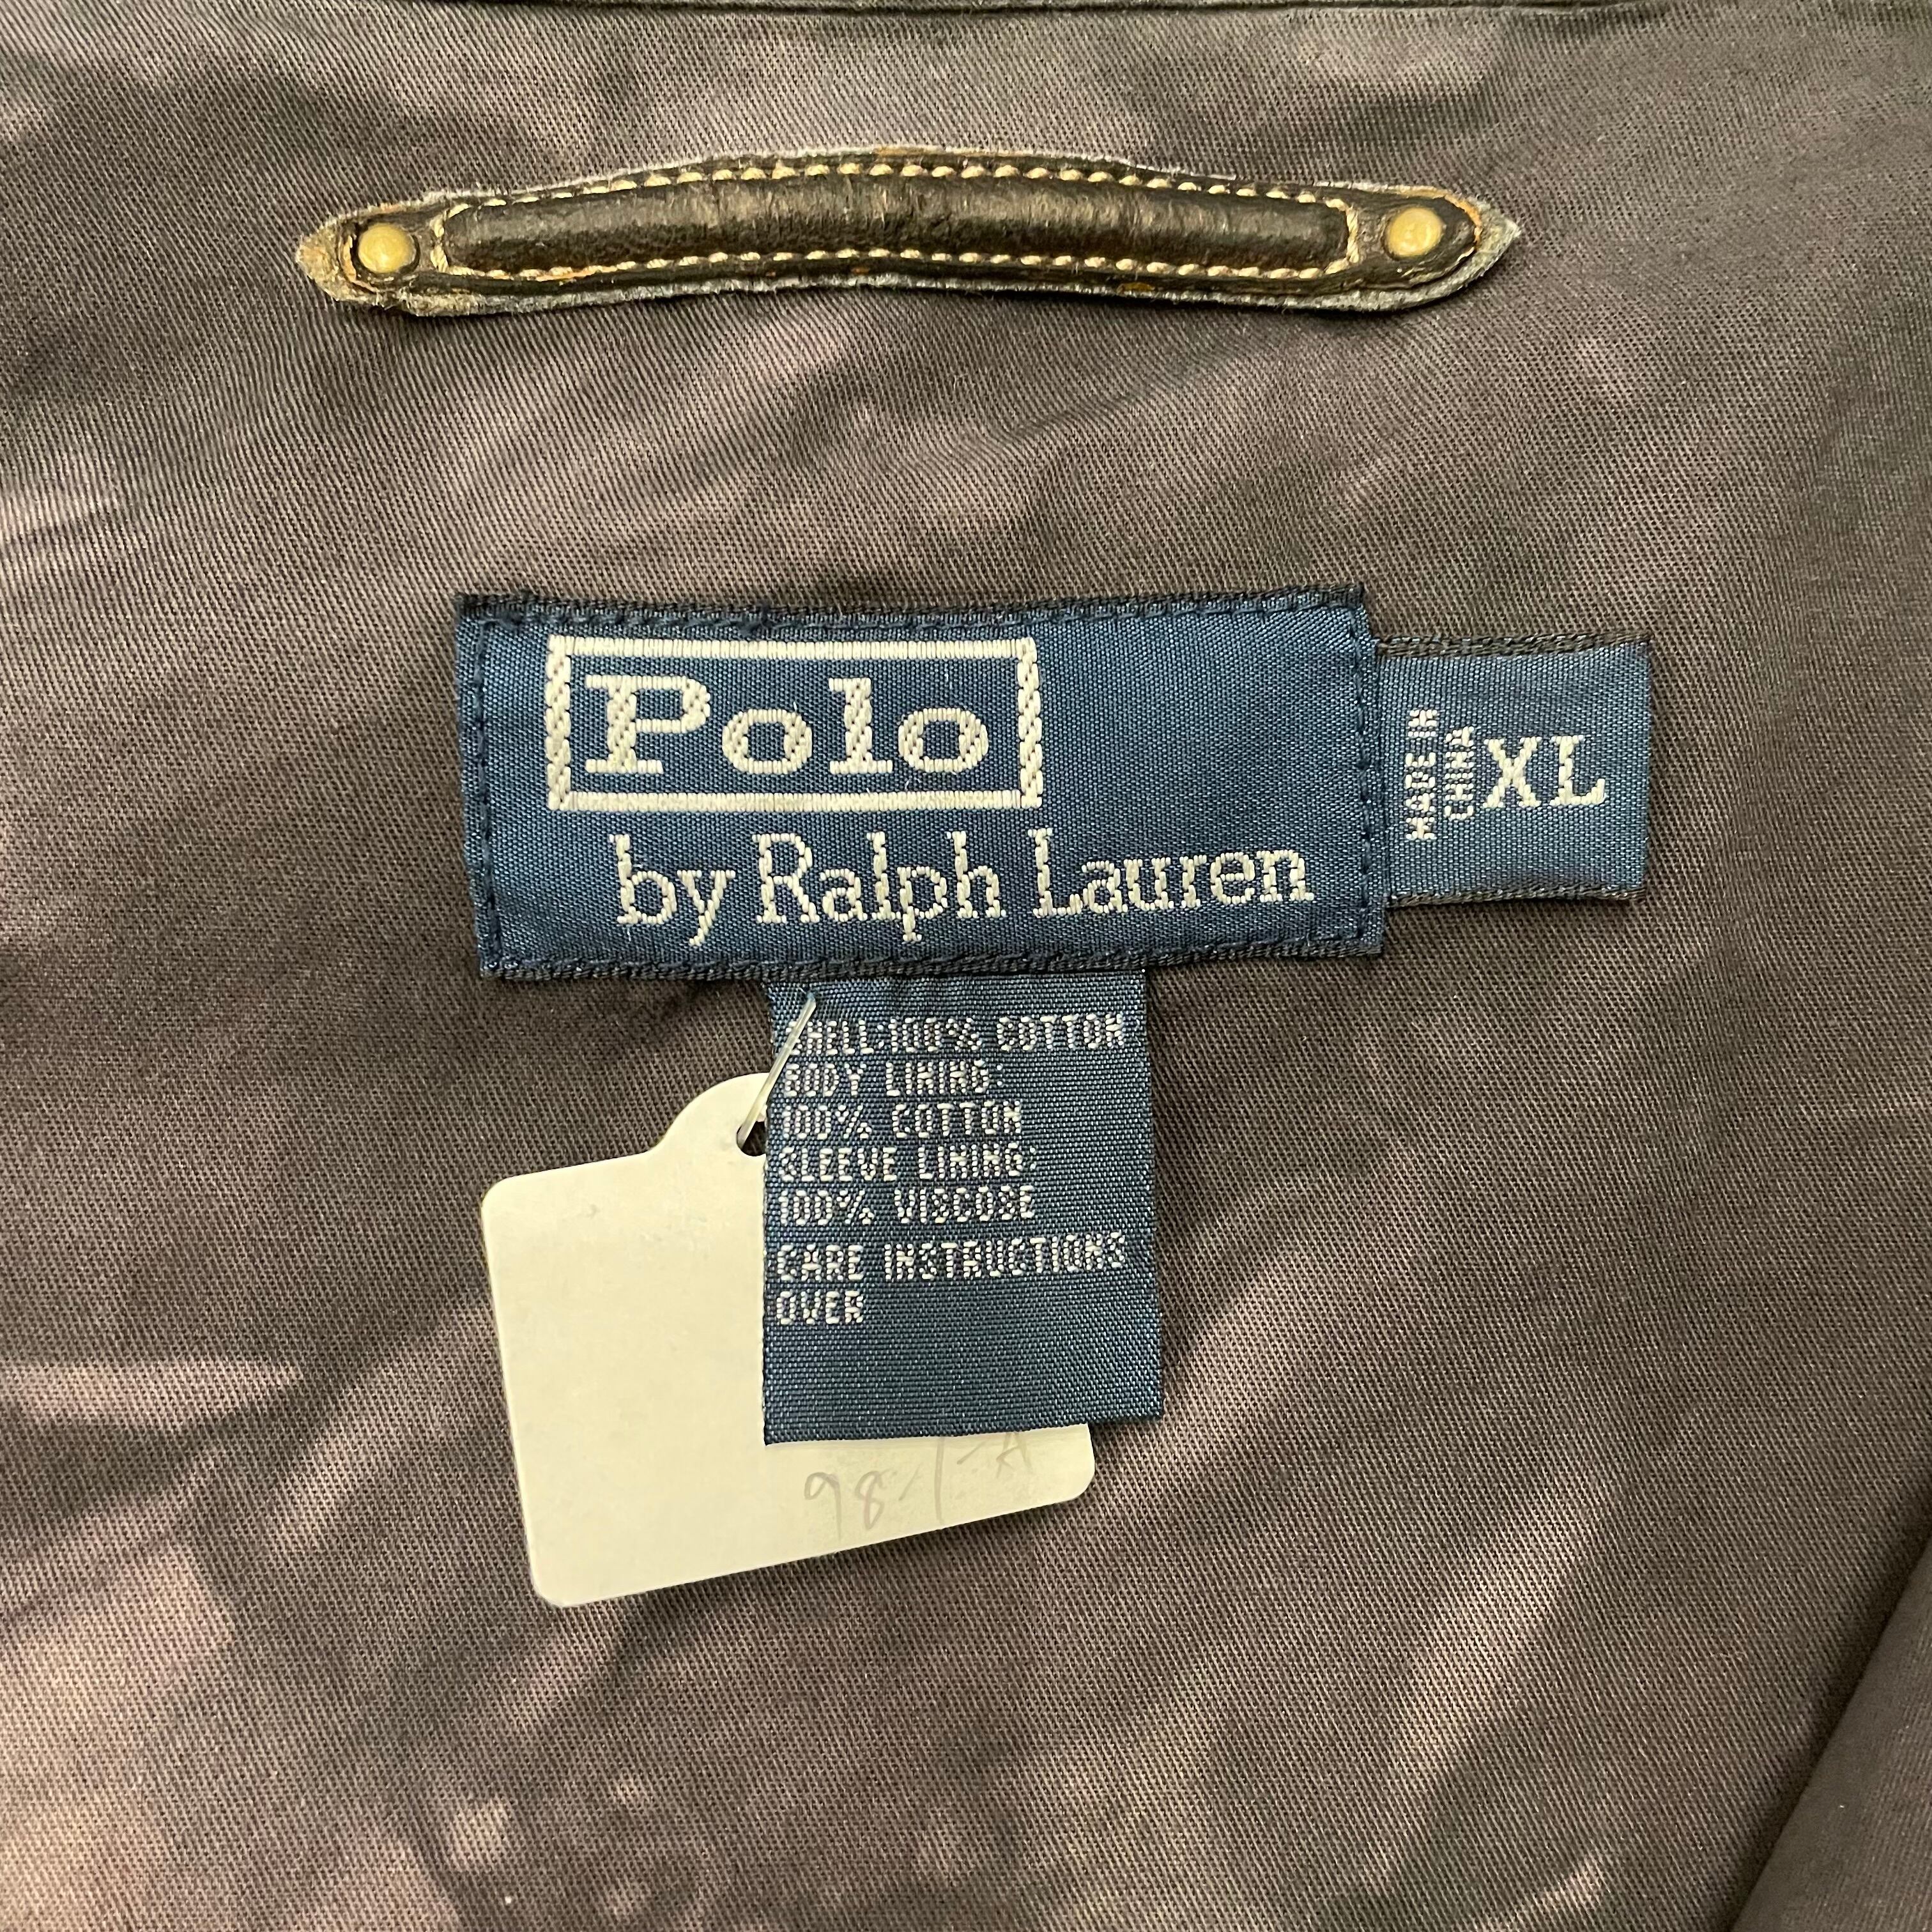 Polo
by Ralph Lauren
MADE IN
CHINA
XL
SHELL:100% COTTON
BODY LINING:
100% COTTON
SLEEVE LINING:
100% VISCOSE
CARE INSTRUCTIONS
OVER